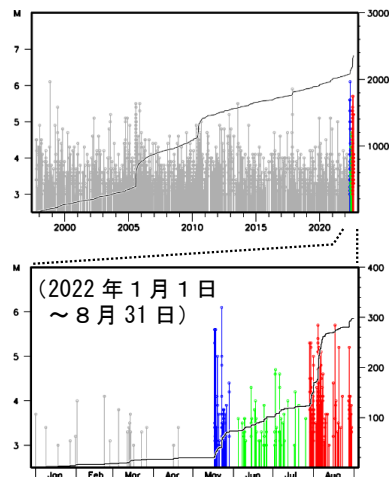 M
3000
7
6
2000
5
4
1000
3
2000
2005
2010
2015
2020
M
400
(2022 年 1 月 1 日
~ 8 月 31 日)
6
300
5
200
4
100
3
Jan
Feb
Mar
Apr
May
Jun
Jul
Aug